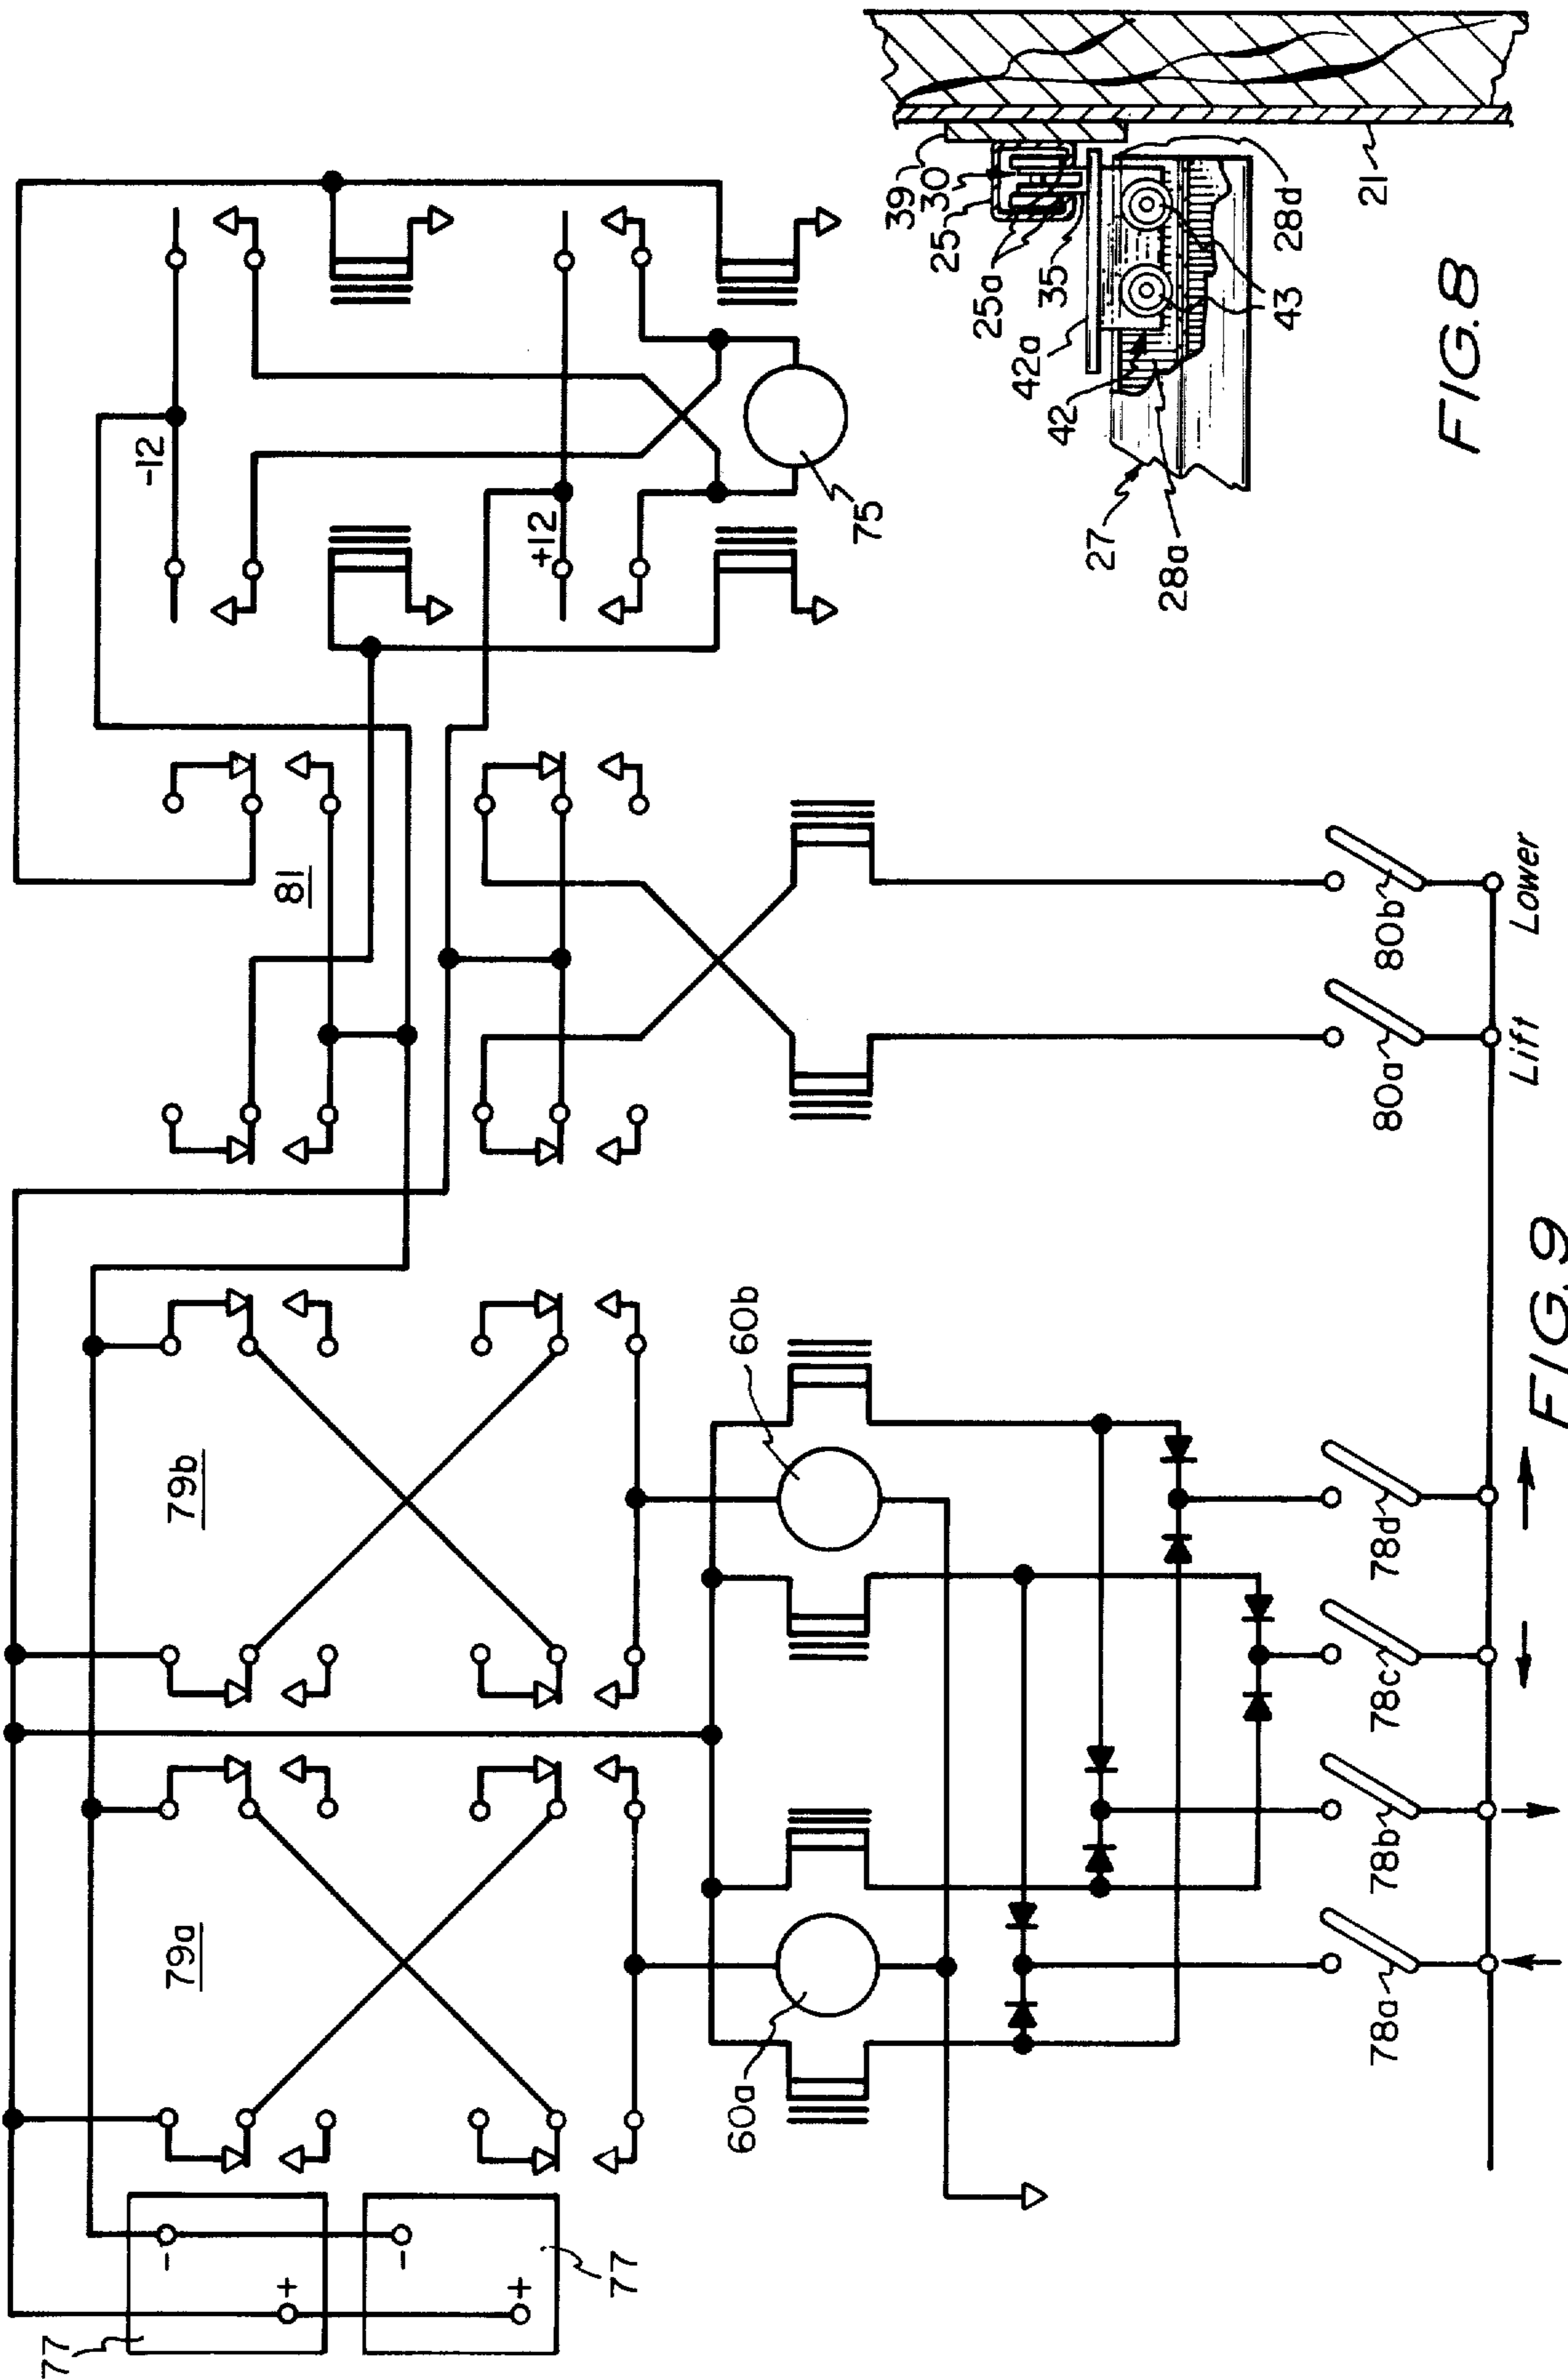 77
- +
- +
77
79a
79b
81
-12
+12
75
60a
60b
78a
78b
78c
78d
80a
80b
Lift
Lower
FIG. 9
39
30
25
25a
35
42a
42
27
28a
28d
43
21
FIG. 8